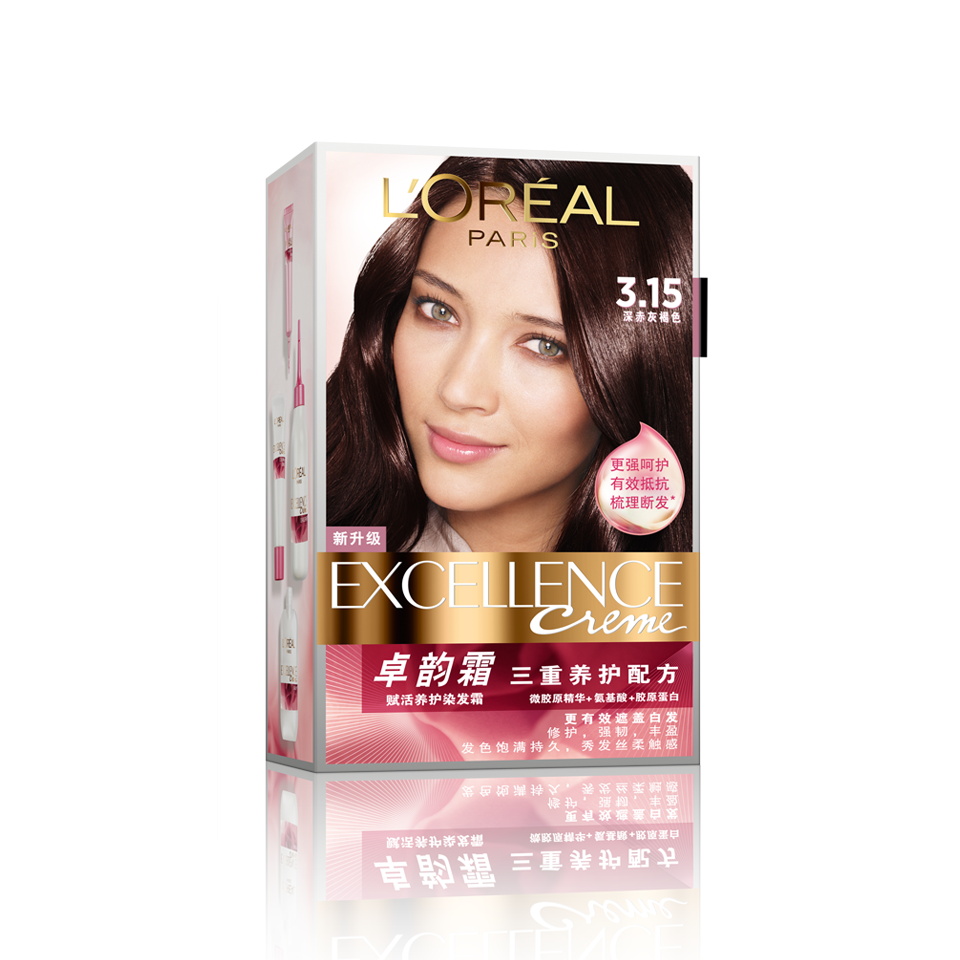 L'ORÉAL
PARIS
3.15
深赤灰褐色
更强呵护
有效抵抗
梳理断发*
新升级
EXCELLENCE
Creme
卓韵霜
赋活养护染发霜
三重养护配方
微胶原精华+氨基酸+胶原蛋白
更有效遮盖白发
修护，强韧，丰盈
发色饱满持久，秀发丝柔触感